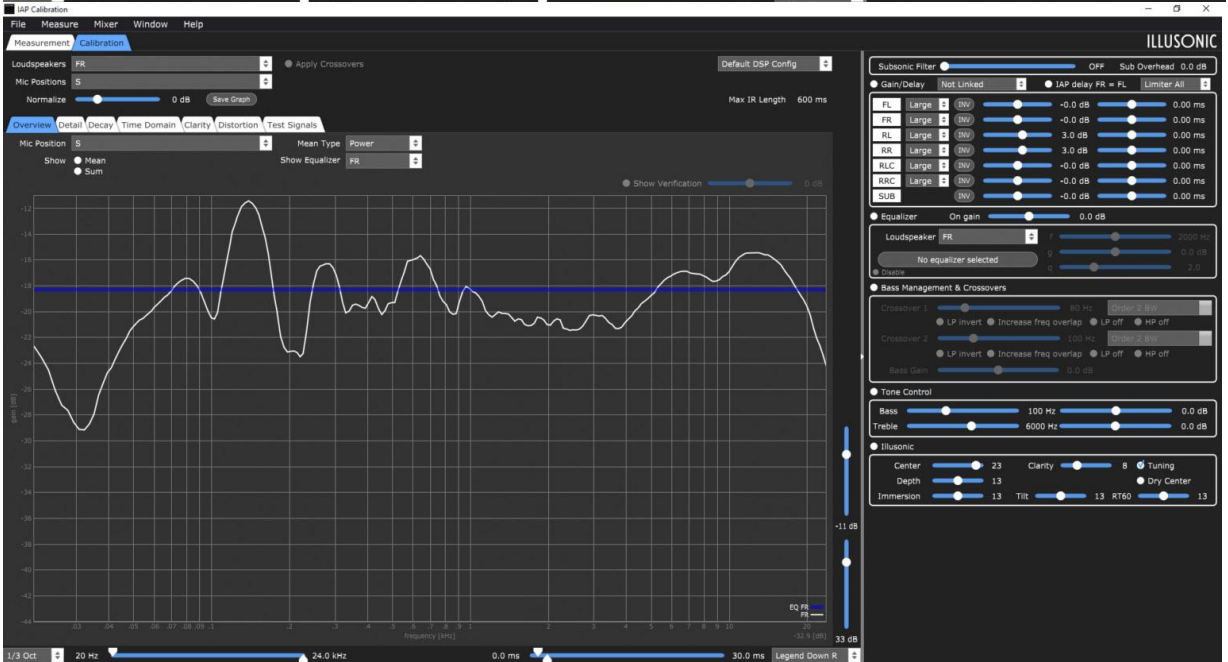 IAP Calibration
File Measure Mixer Window Help
Measurement Calibration ILLUSONIC
Loudspeakers FR Apply Crossovers Default DSP Config
Mic Positions S
Normalize 0 dB Save Graph Max IR Length 600 ms
Overview Detail Decay Time Domain Clarity Distortion Test Signals
Mic Position S Mean Type Power
Show Mean Show Equalizer FR
Sum
Show Verification 0 dB
-12
-14
-16
-18
-20
-22
-24
-26
-28
-30
-32
-34
-36
-38
-40
-42
-44
gain [dB]
EQ FR
FR
.03 .04 .05 .06 .07 .08 .09 .1 .2 .3 .4 .5 .6 .7 .8 .9 1 2 3 4 5 6 7 8 9 10 20
frequency [kHz] -32.9 [dB]
-11 dB
33 dB
1/3 Oct 20 Hz 24.0 kHz 0.0 ms 30.0 ms Legend Down R
Subsonic Filter OFF Sub Overhead 0.0 dB
Gain/Delay Not Linked IAP delay FR = FL Limiter All
FL Large INV -0.0 dB 0.00 ms
FR Large INV -0.0 dB 0.00 ms
RL Large INV 3.0 dB 0.00 ms
RR Large INV 3.0 dB 0.00 ms
RLC Large INV -0.0 dB 0.00 ms
RRC Large INV -0.0 dB 0.00 ms
SUB INV -0.0 dB 0.00 ms
Equalizer On gain 0.0 dB
Loudspeaker FR f 2000 Hz
g 0.0 dB
No equalizer selected
Disable q 2.0
Bass Management & Crossovers
Crossover 1 80 Hz Order 2 BW
LP invert Increase freq overlap LP off HP off
Crossover 2 100 Hz Order 2 BW
LP invert Increase freq overlap LP off HP off
Bass Gain 0.0 dB
Tone Control
Bass 100 Hz 0.0 dB
Treble 6000 Hz 0.0 dB
Illusonic
Center 23 Clarity 8 Tuning
Depth 13 Dry Center
Immersion 13 Tilt 13 RT60 13